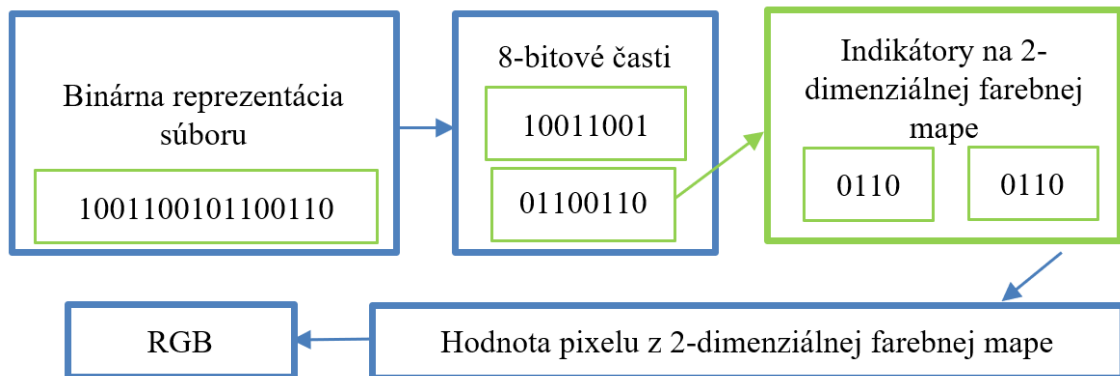 Binárna reprezentácia
súboru
1001100101100110
8-bitové časti
10011001
01100110
Indikátory na 2-
dimenziálnej farebnej
mape
0110
0110
Hodnota pixelu z 2-dimenziálnej farebnej mape
RGB